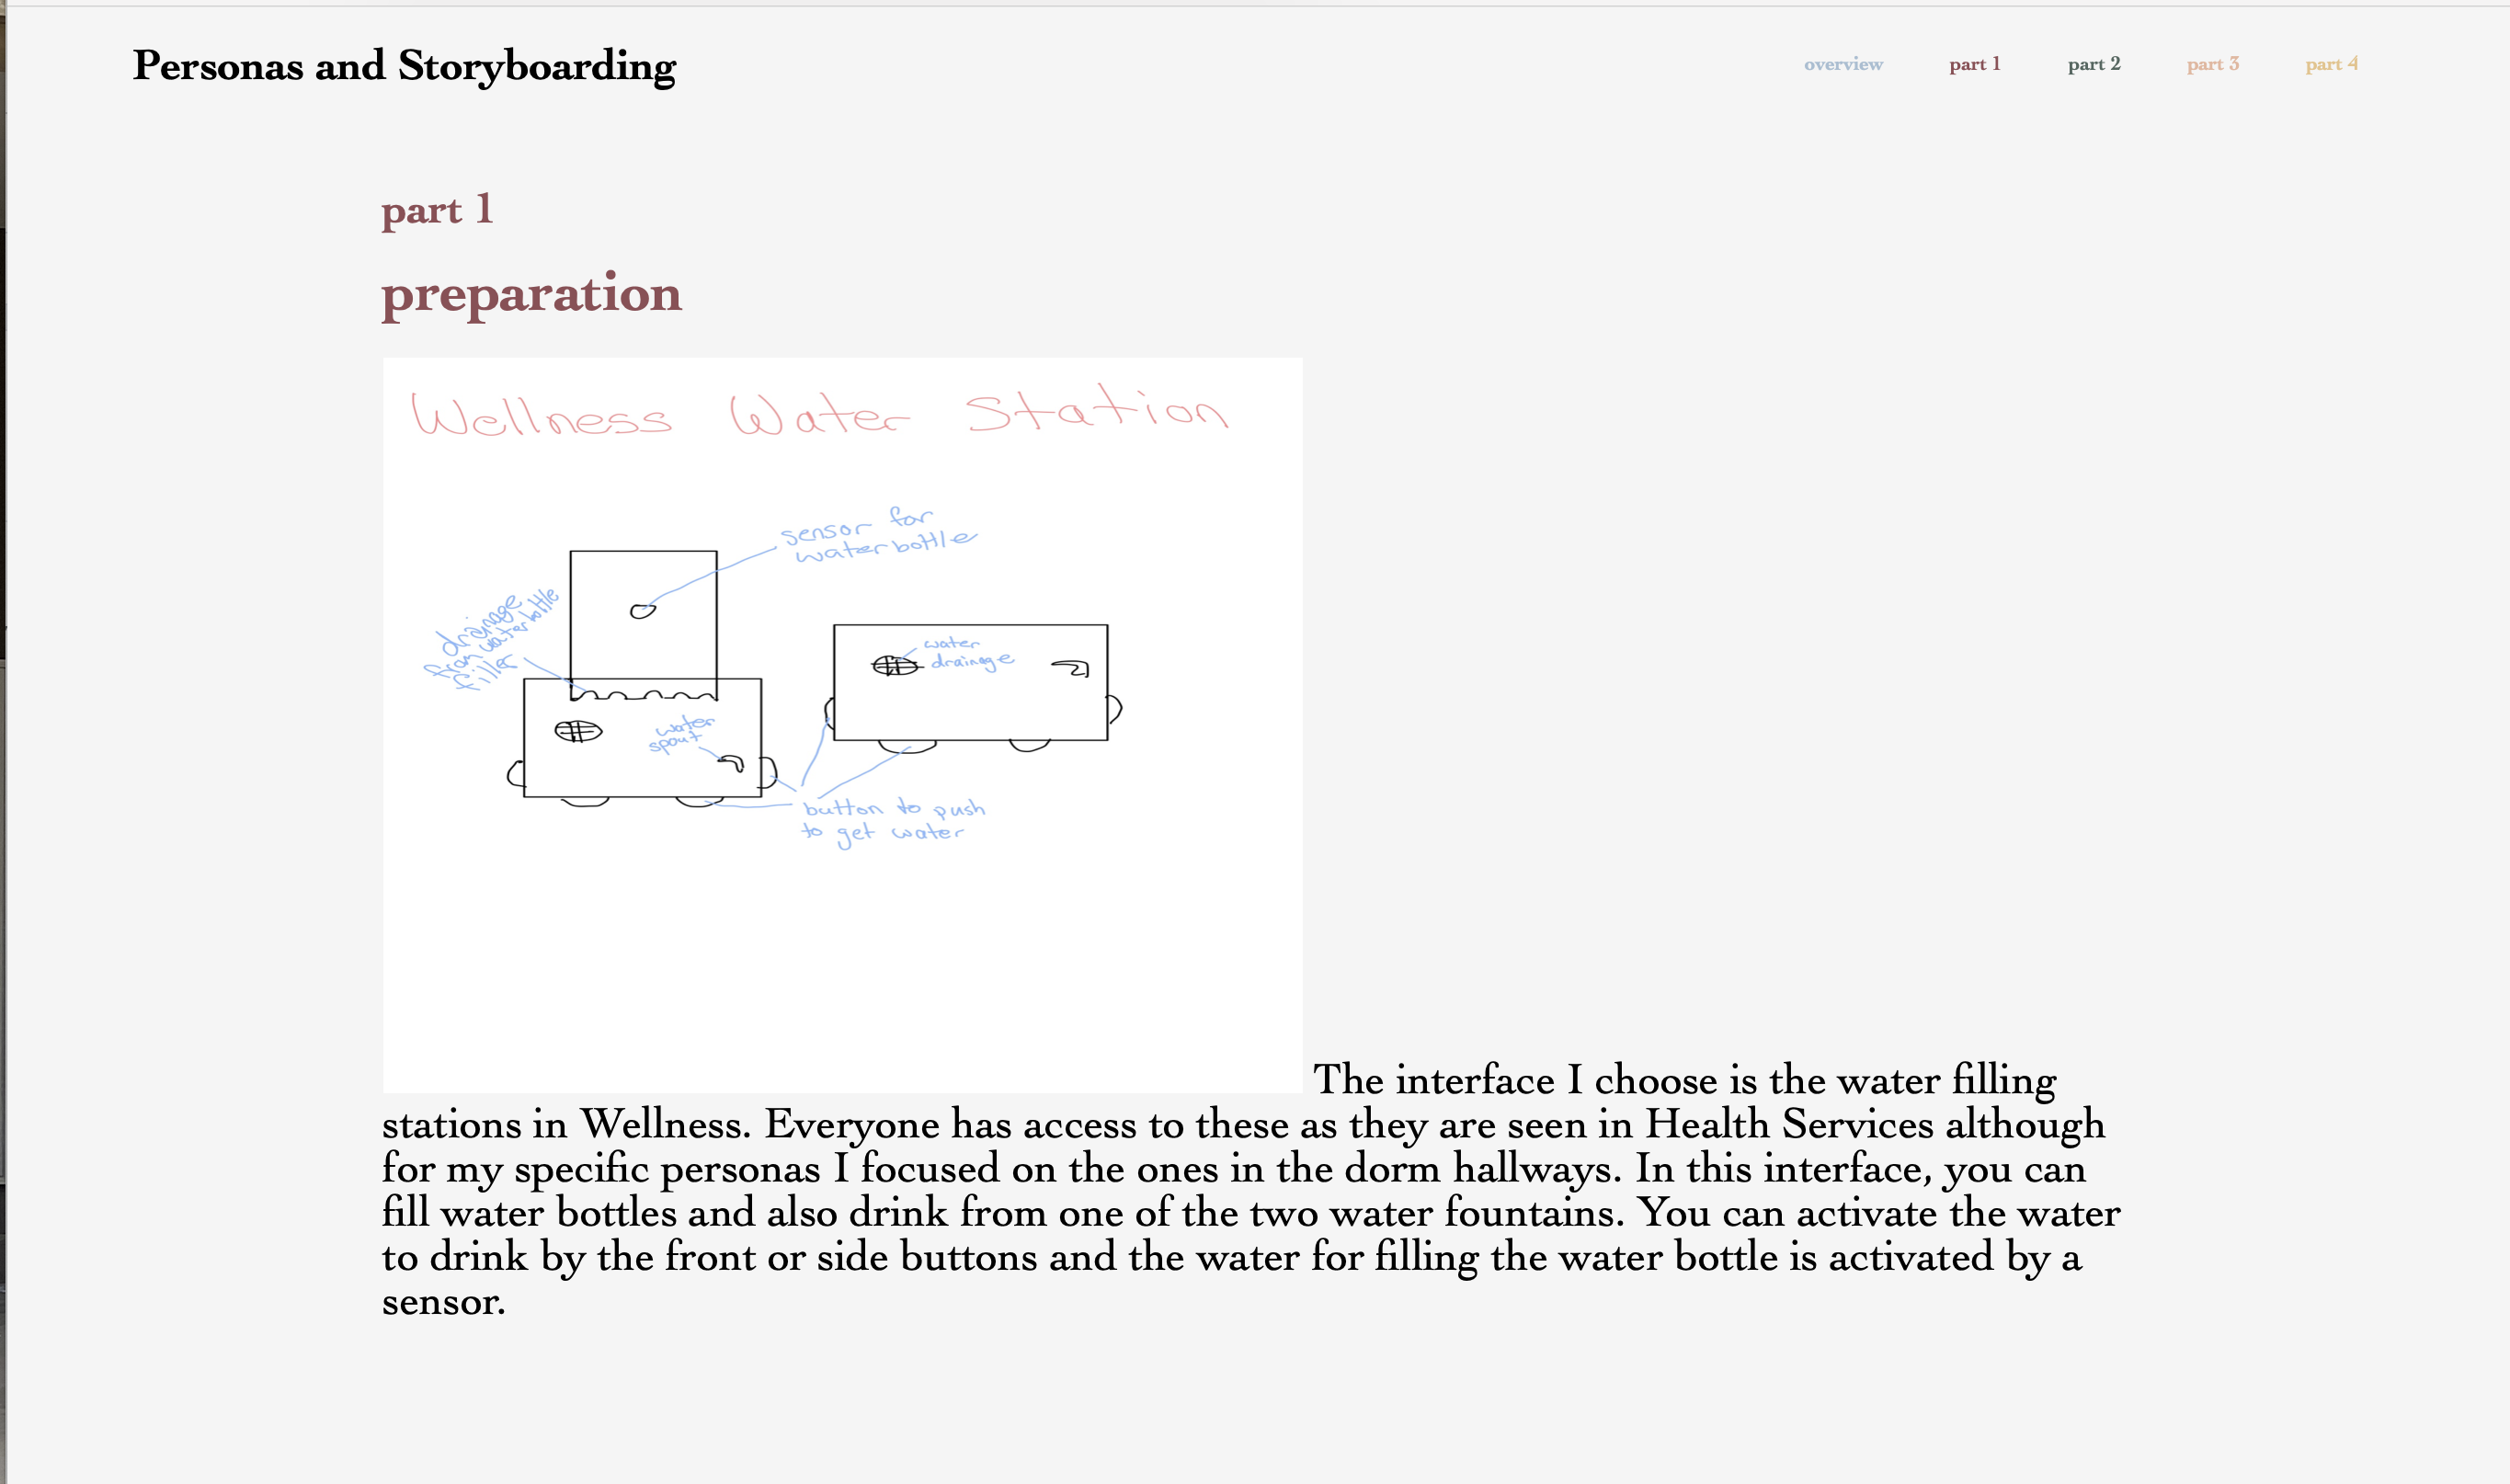 Personas and Storyboarding
overview part 1 part 2 part 3 part 4
part 1
preparation
Wellness Water Station
sensor for
water bottle
drainage
from water bottle
filler
water
drainage
water
spout
button to push
to get water
The interface I choose is the water filling
stations in Wellness. Everyone has access to these as they are seen in Health Services although
for my specific personas I focused on the ones in the dorm hallways. In this interface, you can
fill water bottles and also drink from one of the two water fountains. You can activate the water
to drink by the front or side buttons and the water for filling the water bottle is activated by a
sensor.